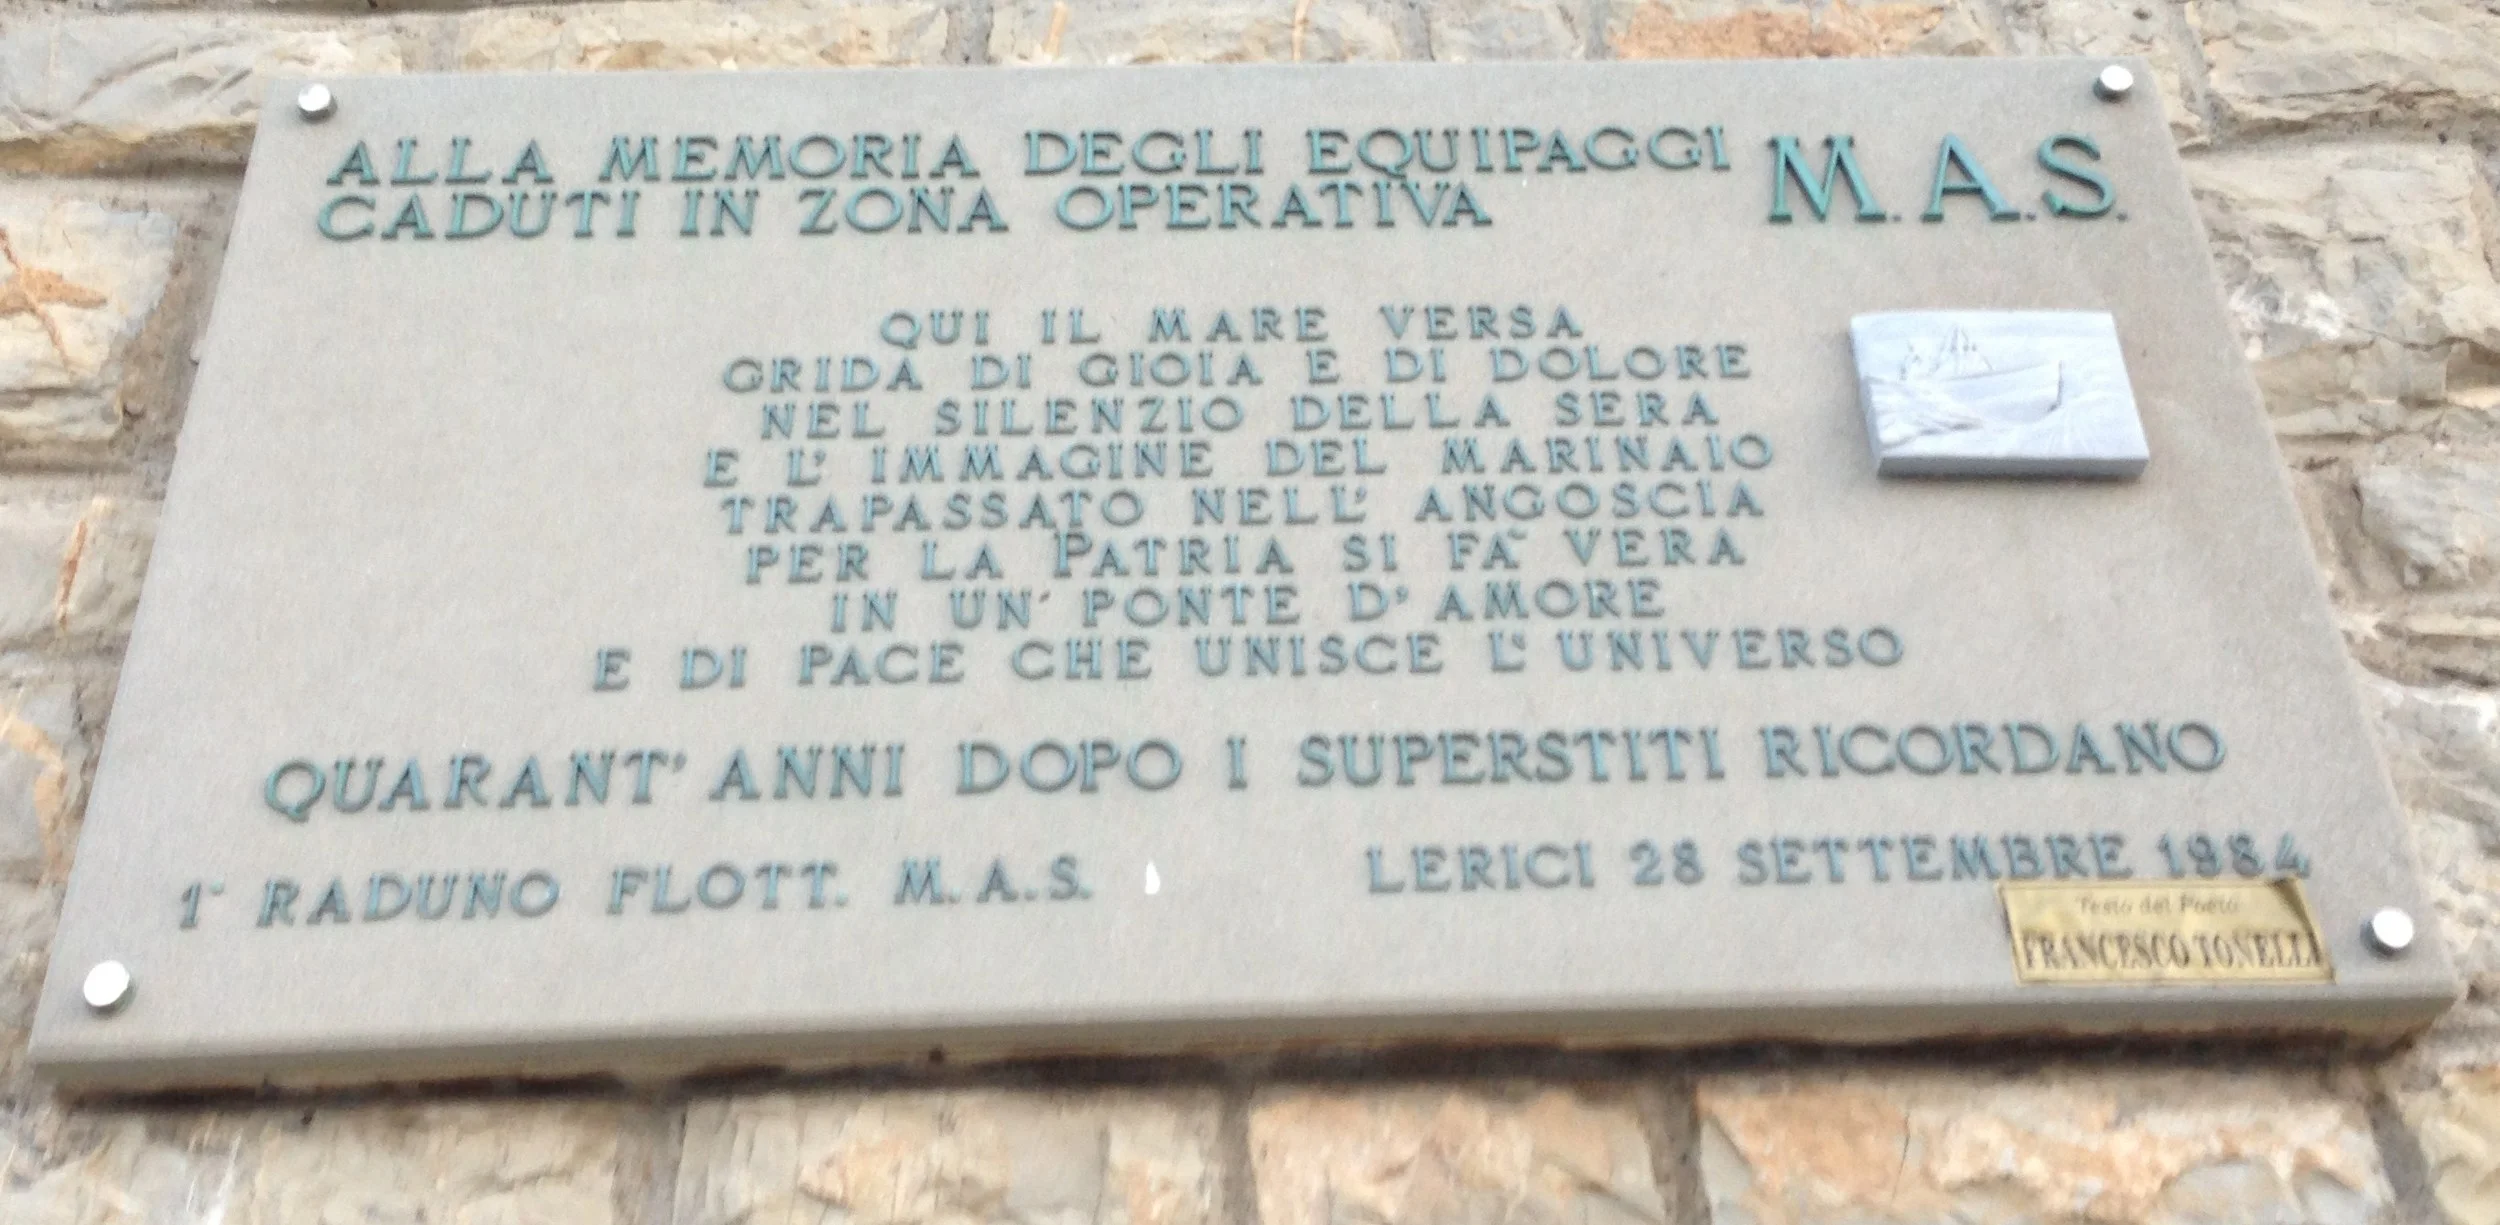 ALLA MEMORIA DEGLI EQUIPAGGI M.A.S.
CADUTI IN ZONA OPERATIVA
QUI IL MARE VERSA
GRIDA DI GIOIA E DI DOLORE
NEL SILENZIO DELLA SERA
E L' IMMAGINE DEL MARINAIO
TRAPASSATO NELL' ANGOSCIA
PER LA PATRIA SI FA' VERA
IN UN' PONTE D' AMORE
E DI PACE CHE UNISCE L' UNIVERSO
QUARANT' ANNI DOPO I SUPERSTITI RICORDANO
1° RADUNO FLOTT. M.A.S. LERICI 28 SETTEMBRE 1984
Testo del Poeta
FRANCESCO TONELLI